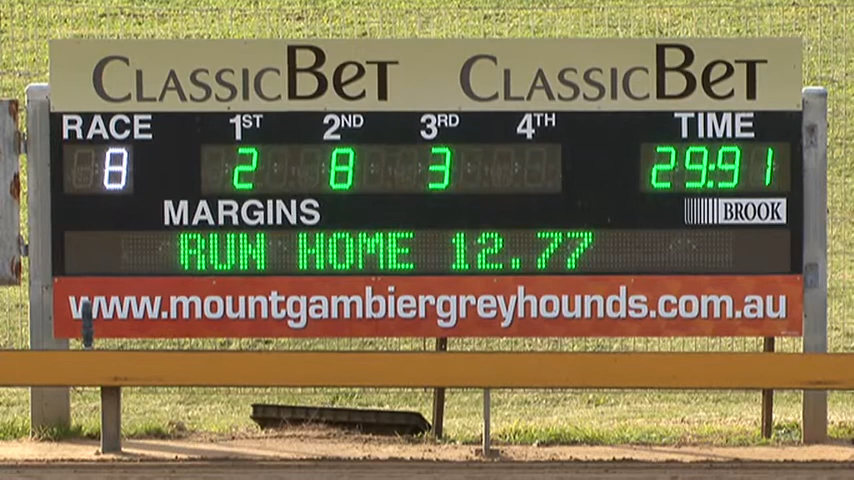 CLASSICBET CLASSICBET
RACE 1ST 2ND 3RD 4TH TIME
8 2 8 3 29:91
MARGINS BROOK
RUN HOME 12.77
www.mountgambiergreyhounds.com.au